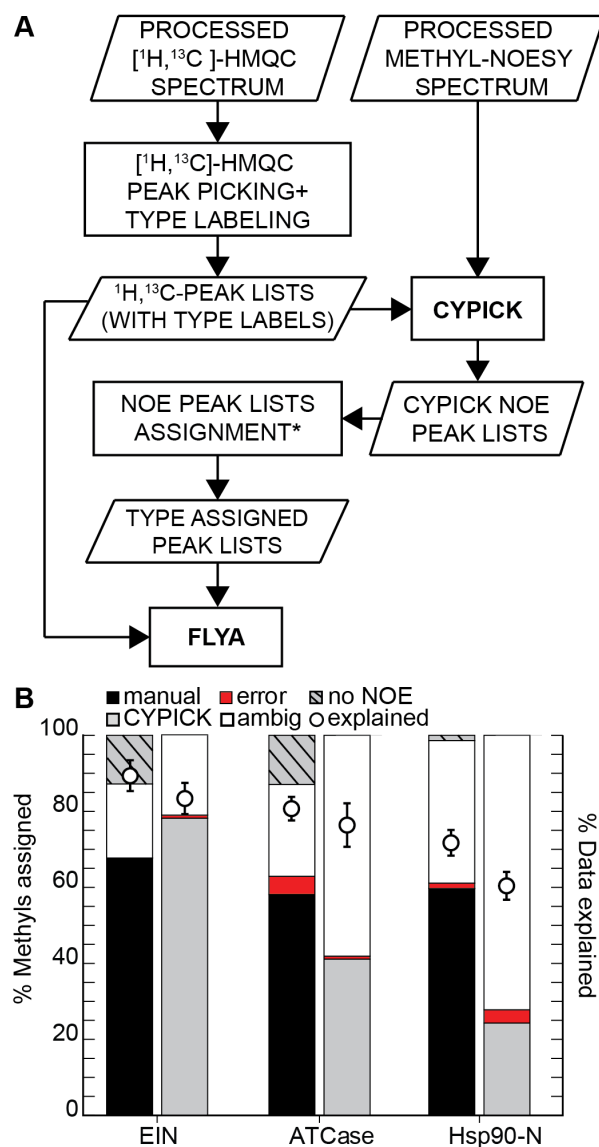 A
PROCESSED
[¹H,¹³C ]-HMQC
SPECTRUM
PROCESSED
METHYL-NOESY
SPECTRUM
[¹H,¹³C]-HMQC
PEAK PICKING+
TYPE LABELING
¹H,¹³C-PEAK LISTS
(WITH TYPE LABELS)
CYPICK
NOE PEAK LISTS
ASSIGNMENT*
CYPICK NOE
PEAK LISTS
TYPE ASSIGNED
PEAK LISTS
FLYA
B
manual error no NOE
CYPICK ambig explained
% Methyls assigned
100
80
60
40
20
0
% Data explained
EIN ATCase Hsp90-N